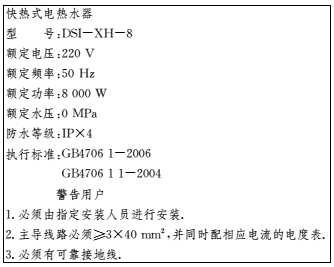 快热式电热水器
型　　号:DSI—XH—8
额定电压:220 V
额定频率:50 Hz
额定功率:8 000 W
额定水压:0 MPa
防水等级:IP×4
执行标准:GB4706 1—2006
GB4706 1 1—2004
警告用户
1.必须由指定安装人员进行安装.
2.主导线路必须≥3×40 mm²,并同时配相应电流的电度表.
3.必须有可靠接地线.